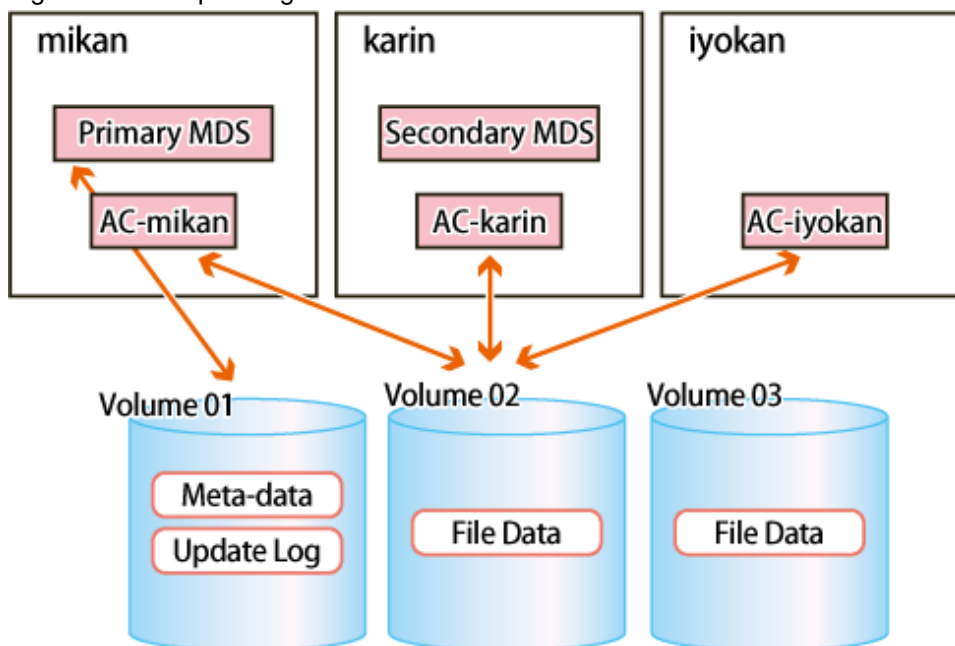 mikan
karin
iyokan
Primary MDS
Secondary MDS
AC-mikan
AC-karin
AC-iyokan
Volume 01
Volume 02
Volume 03
Meta-data
Update Log
File Data
File Data